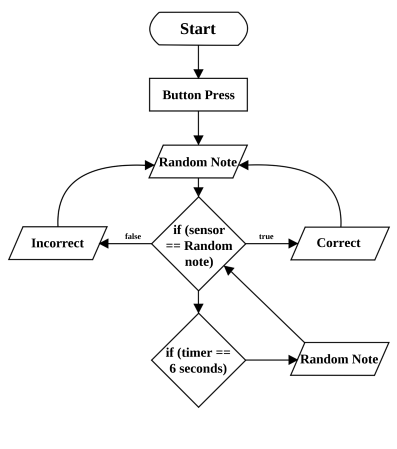 Start
Button Press
Random Note
if (sensor
== Random
note)
false
true
Incorrect
Correct
if (timer ==
6 seconds)
Random Note